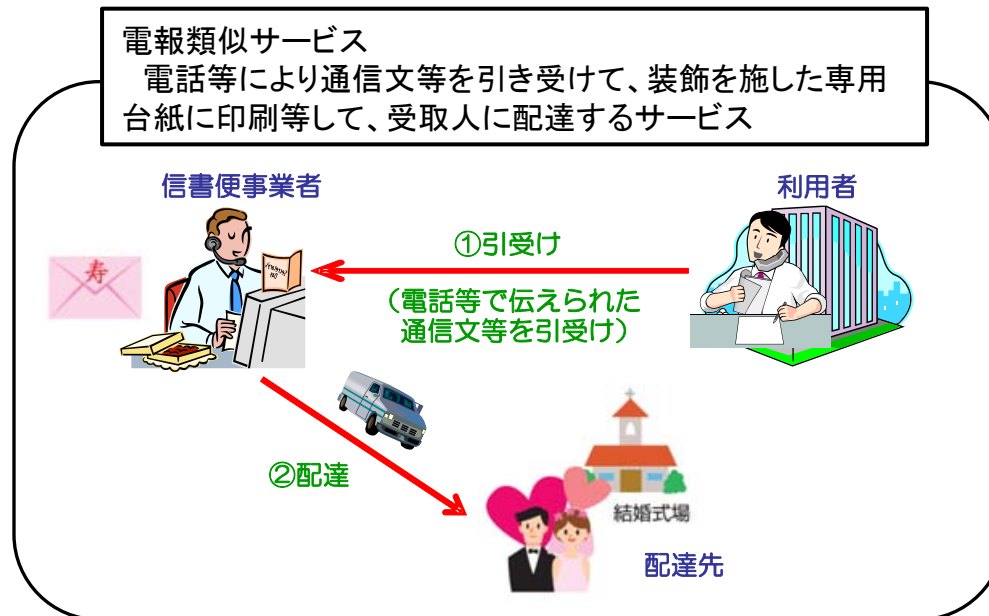 電報類似サービス
電話等により通信文等を引き受けて、装飾を施した専用
台紙に印刷等して、受取人に配達するサービス
信書便事業者
利用者
①引受け
(電話等で伝えられた
通信文等を引受け)
寿
②配達
結婚式場
配達先